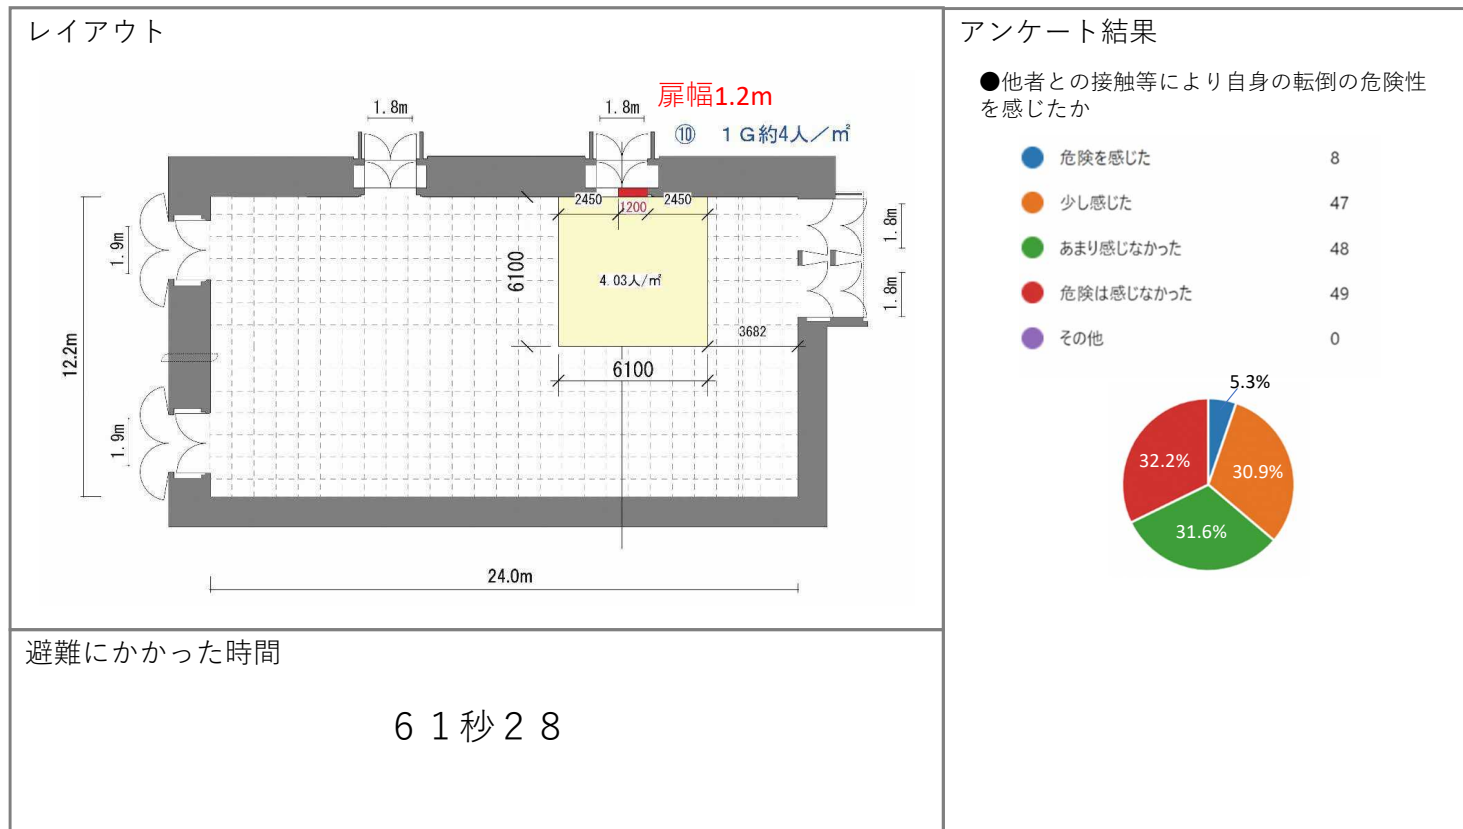 レイアウト
扉幅1.2m
1.8m
1.8m
⑩ 1G約4人/㎡
2450
1200
2450
1.9m
1.8m
6100
4.03人/㎡
1.8m
12.2m
3682
6100
1.9m
24.0m
避難にかかった時間
61秒28
アンケート結果
●他者との接触等により自身の転倒の危険性
を感じたか
危険を感じた 8
少し感じた 47
あまり感じなかった 48
危険は感じなかった 49
その他 0
5.3%
32.2%
30.9%
31.6%